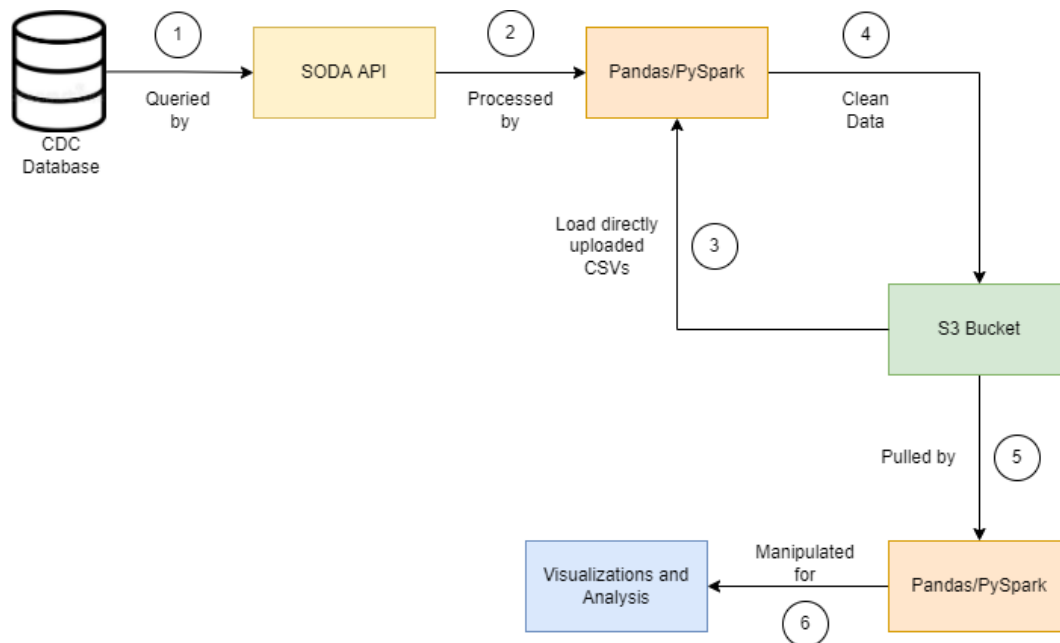 1
2
4
SODA API
Pandas/PySpark
Queried
by
Processed
by
Clean
Data
CDC
Database
Load directly
uploaded
CSVs
3
S3 Bucket
Pulled by
5
Visualizations and
Analysis
Manipulated
for
6
Pandas/PySpark